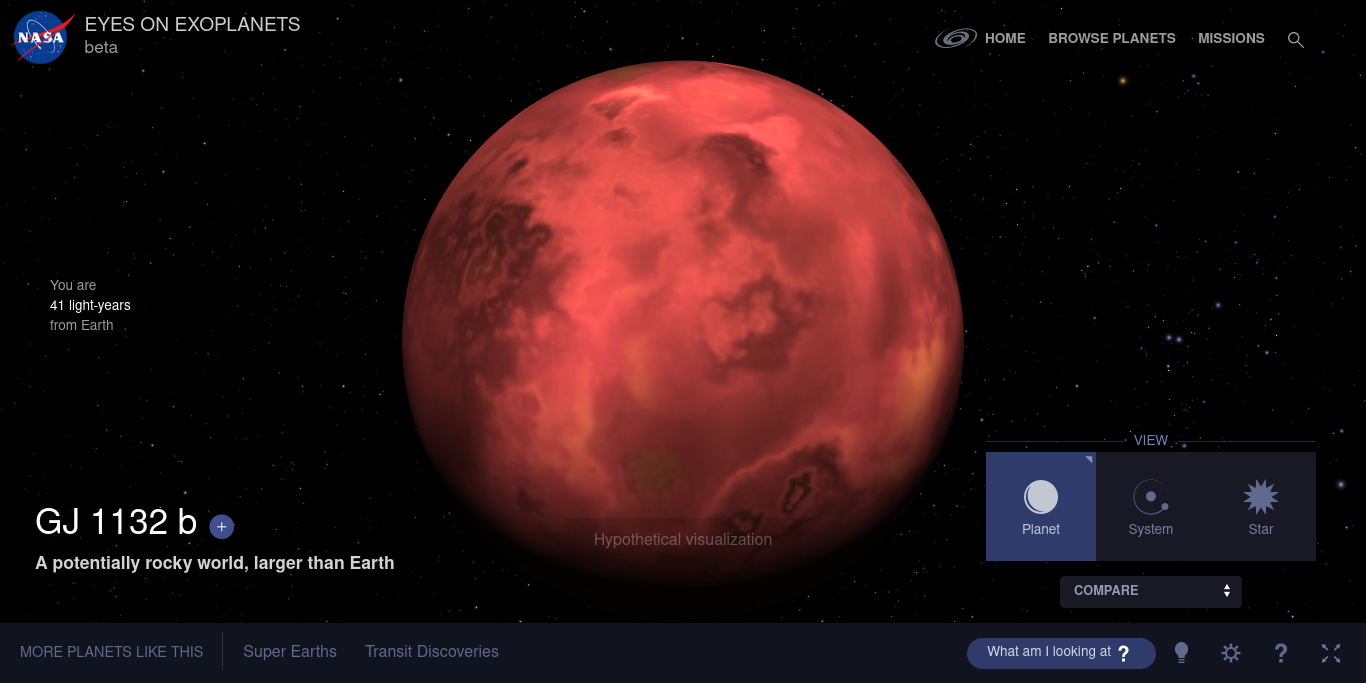 NASA
EYES ON EXOPLANETS
beta
HOME
BROWSE PLANETS
MISSIONS
You are
41 light-years
from Earth
VIEW
Planet
System
Star
GJ 1132 b +
A potentially rocky world, larger than Earth
Hypothetical visualization
COMPARE
MORE PLANETS LIKE THIS
Super Earths
Transit Discoveries
What am I looking at ?
?